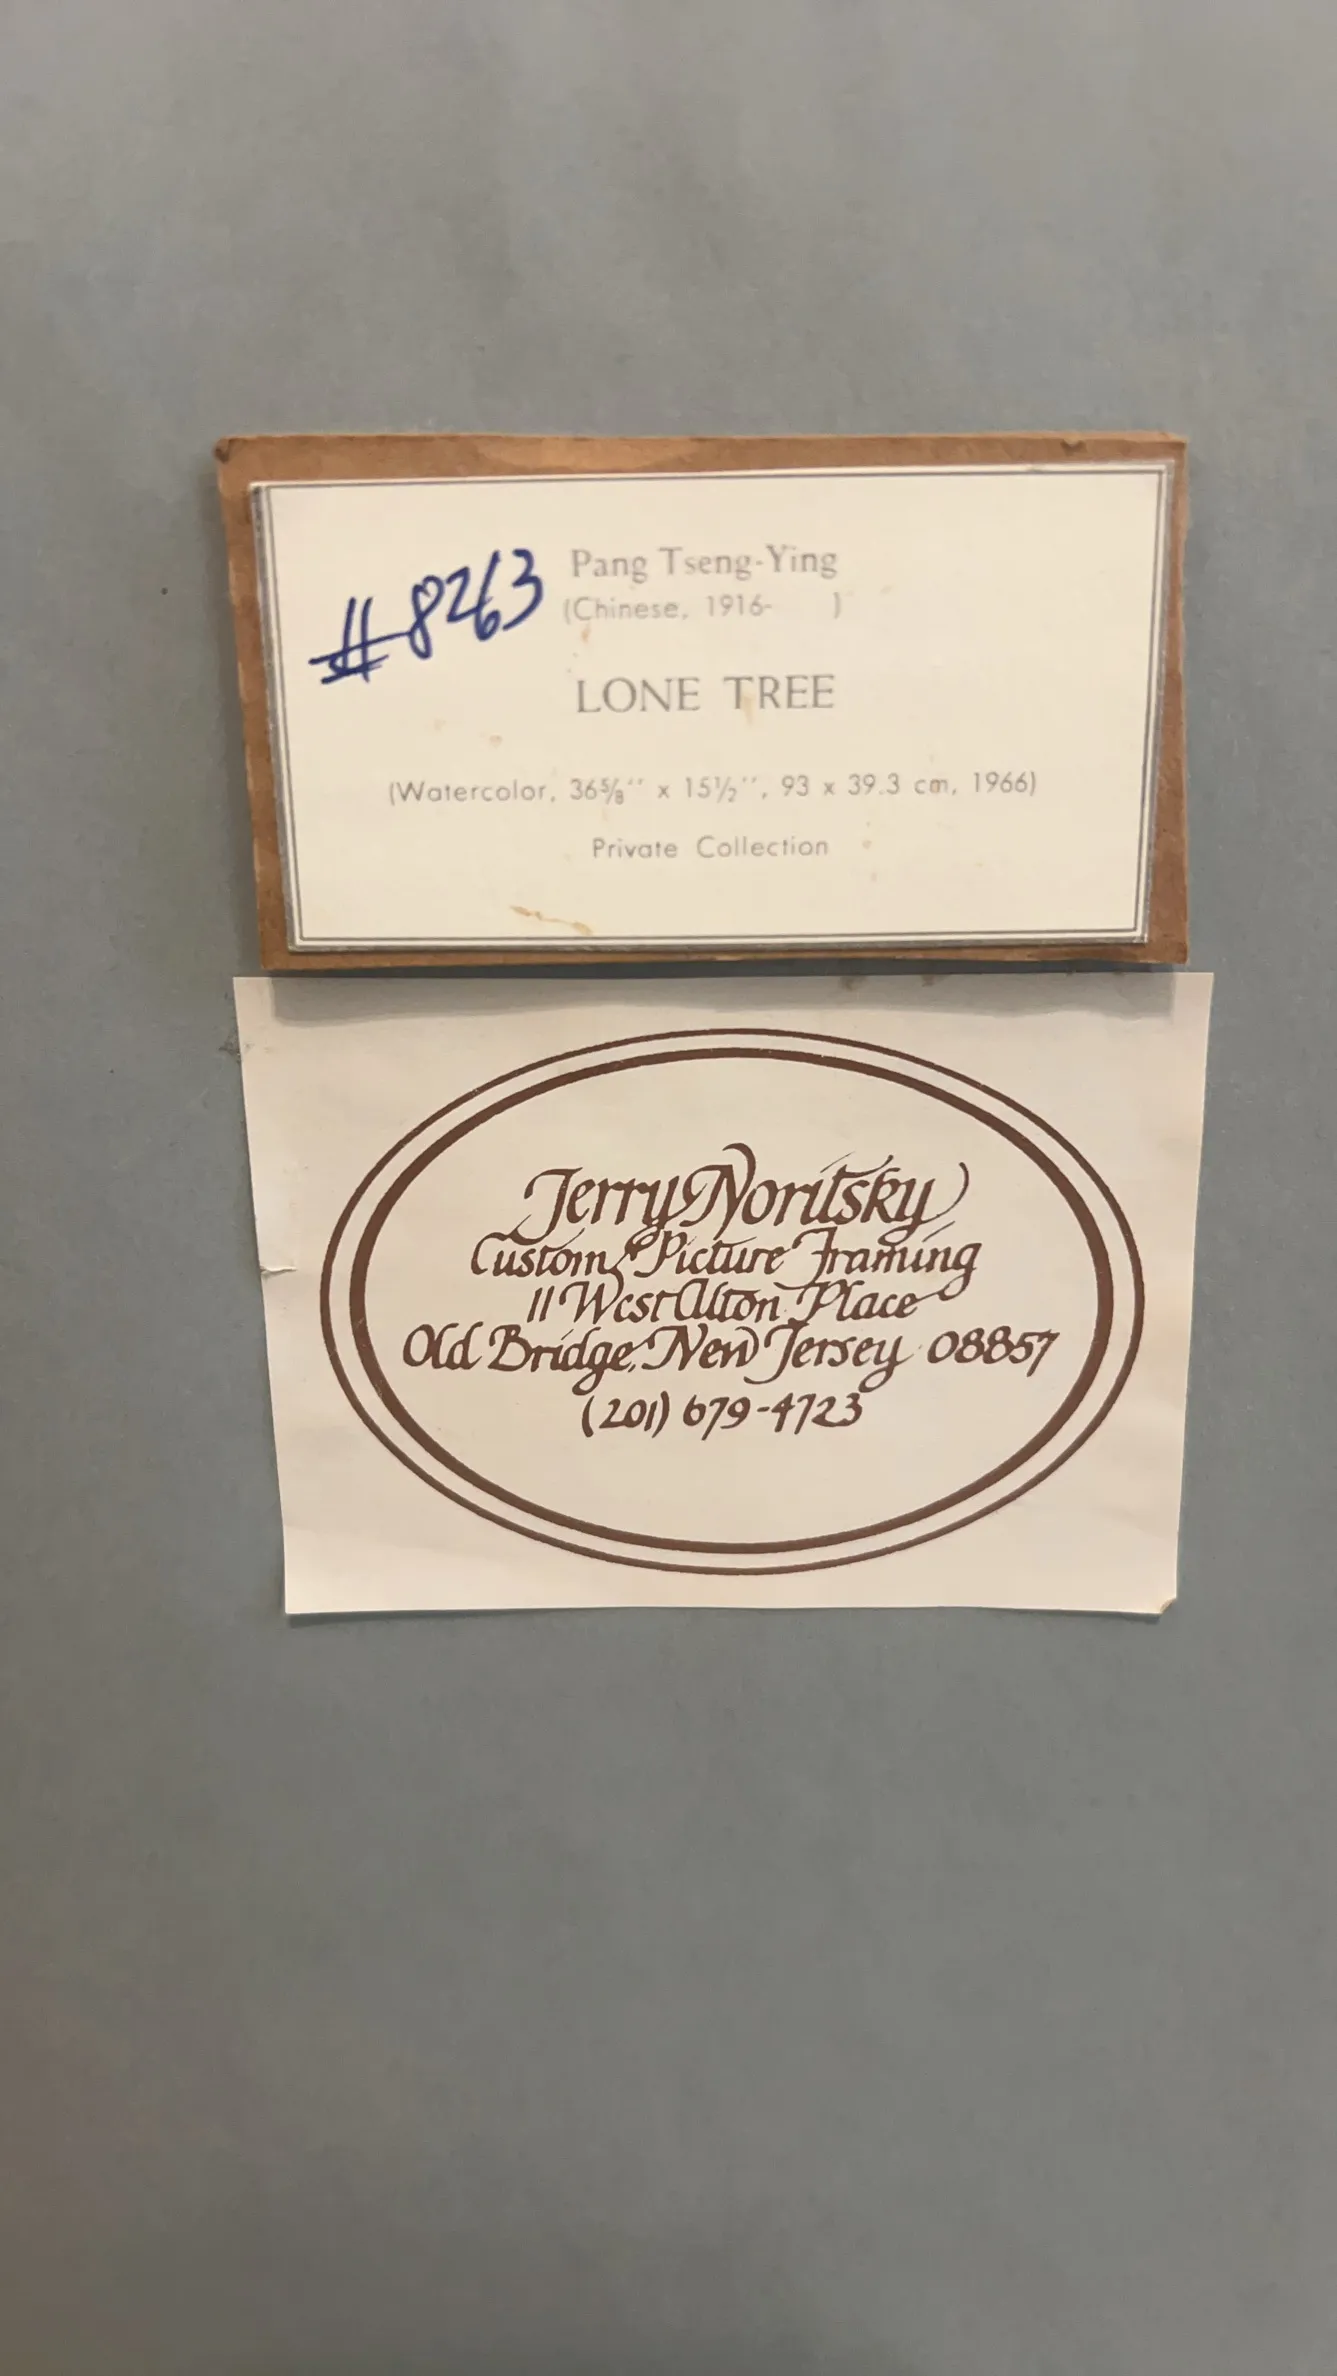 #8263
Pang Tseng-Ying
(Chinese, 1916- )
LONE TREE
(Watercolor, 36⅝'' x 15½'', 93 x 39.3 cm, 1966)
Private Collection
Jerry Noritsky
Custom Picture Framing
11 West Alton Place
Old Bridge, New Jersey 08857
(201) 679-4723